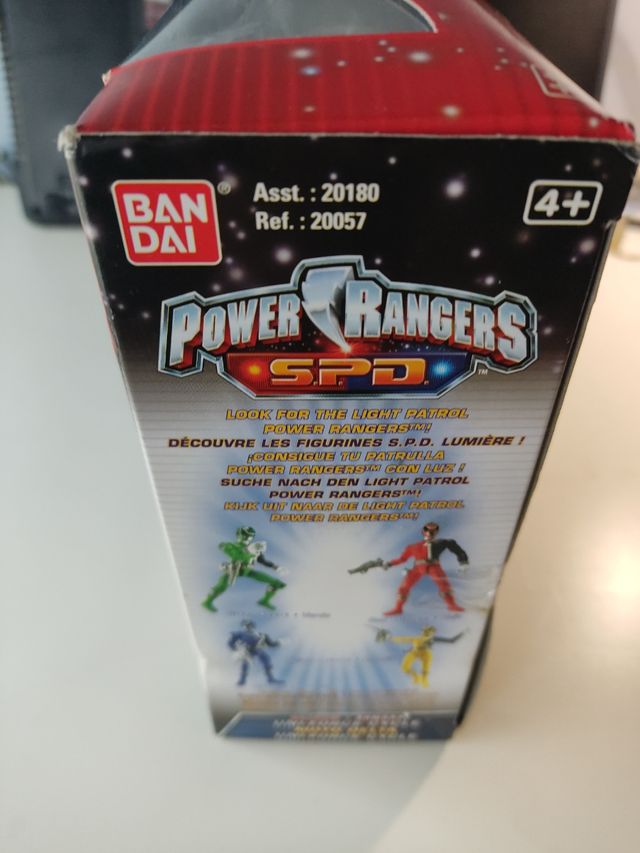 BAN
DAI
®
Asst. : 20180
Ref. : 20057
4+
POWER RANGERS
S.P.D.
™
LOOK FOR THE LIGHT PATROL
POWER RANGERS™!
DÉCOUVRE LES FIGURINES S.P.D. LUMIÈRE !
¡CONSIGUE TU PATRULLA
POWER RANGERS™ CON LUZ !
SUCHE NACH DEN LIGHT PATROL
POWER RANGERS™!
KIJK UIT NAAR DE LIGHT PATROL
POWER RANGERS™!